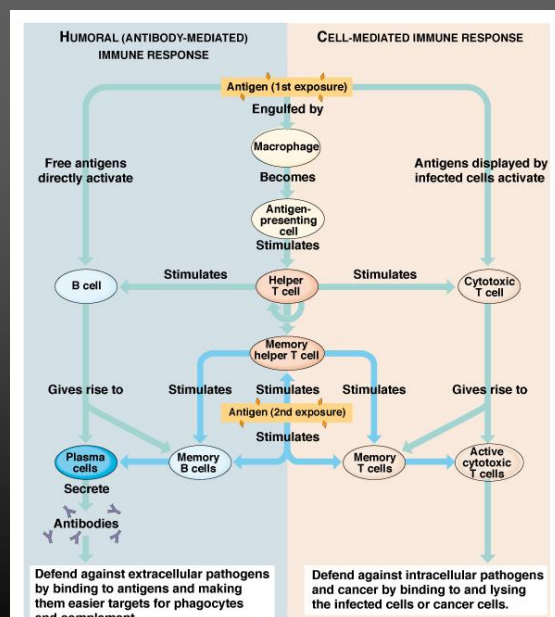 HUMORAL (ANTIBODY-MEDIATED)
IMMUNE RESPONSE
CELL-MEDIATED IMMUNE RESPONSE
Antigen (1st exposure)
Engulfed by
Macrophage
Free antigens
directly activate
Antigens displayed by
infected cells activate
Becomes
Antigen-
presenting
cell
Stimulates
B cell
Stimulates
Helper
T cell
Stimulates
Cytotoxic
T cell
Memory
helper T cell
Gives rise to
Stimulates
Stimulates
Stimulates
Gives rise to
Antigen (2nd exposure)
Stimulates
Plasma
cells
Memory
B cells
Memory
T cells
Active
cytotoxic
T cells
Secrete
Antibodies
Defend against extracellular pathogens
by binding to antigens and making
them easier targets for phagocytes
and complement.
Defend against intracellular pathogens
and cancer by binding to and lysing
the infected cells or cancer cells.